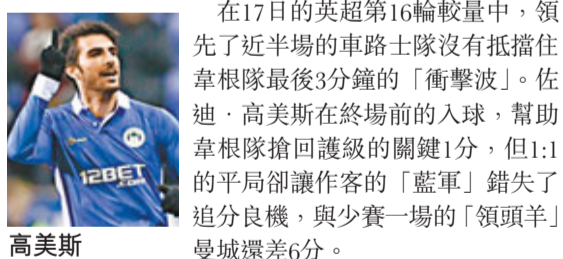 在17日的英超第16輪較量中，領
先了近半場的車路士隊沒有抵擋住
韋根隊最後3分鐘的「衝擊波」。佐
迪·高美斯在終場前的入球，幫助
韋根隊搶回護級的關鍵1分，但1:1
的平局卻讓作客的「藍軍」錯失了
追分良機，與少賽一場的「領頭羊」
曼城還差6分。
12BET
.COM
高美斯